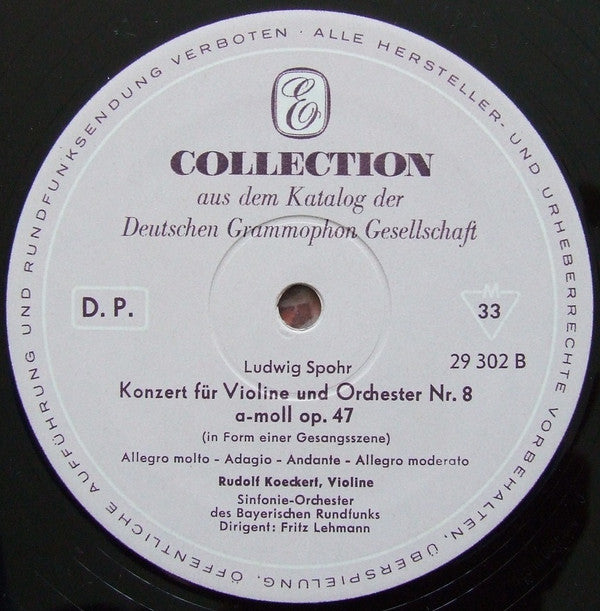 ALLE HERSTELLER- UND URHEBERRECHTE VORBEHALTEN, ÜBERSPIELUNG, ÖFFENTLICHE AUFFÜHRUNG UND RUNDFUNKSENDUNG VERBOTEN ·
E
COLLECTION
aus dem Katalog der
Deutschen Grammophon Gesellschaft
D. P.
M
33
29 302 B
Ludwig Spohr
Konzert für Violine und Orchester Nr. 8
a-moll op. 47
(in Form einer Gesangsszene)
Allegro molto - Adagio - Andante - Allegro moderato
Rudolf Koeckert, Violine
Sinfonie-Orchester
des Bayerischen Rundfunks
Dirigent: Fritz Lehmann